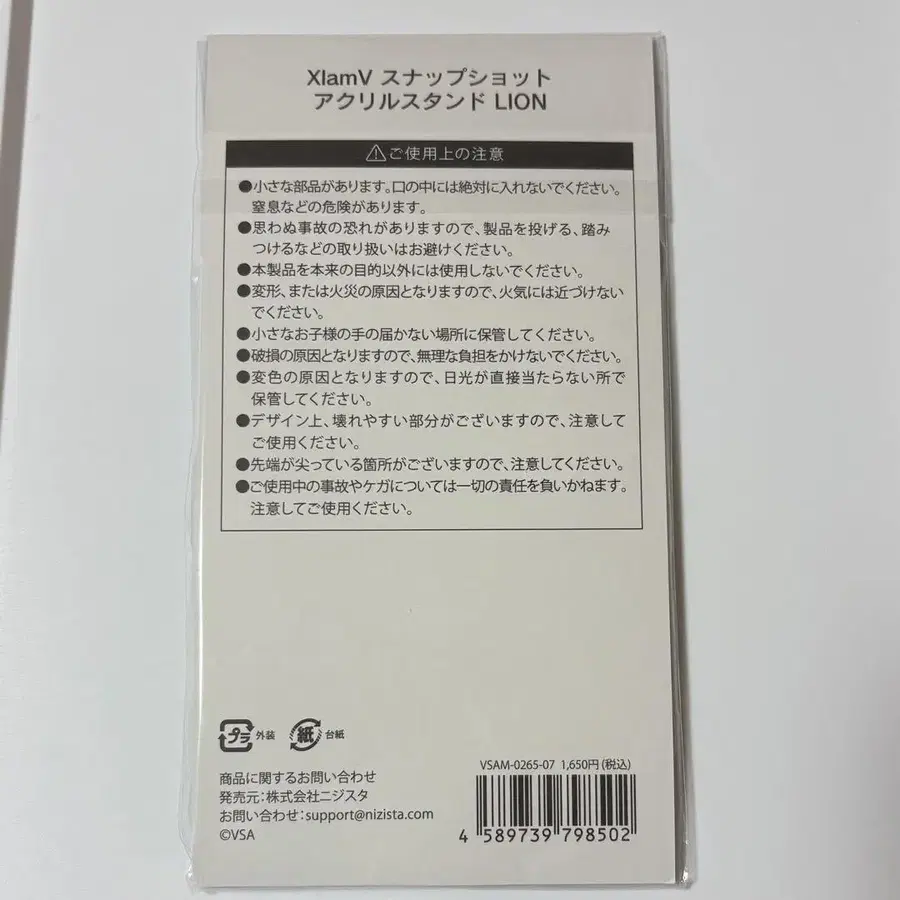 XlamV スナップショット
アクリルスタンド LION
⚠ご使用上の注意
●小さな部品があります。口の中には絶対に入れないでください。
窒息などの危険があります。
●思わぬ事故の恐れがありますので、製品を投げる、踏み
つけるなどの取り扱いはお避けください。
●本製品を本来の目的以外には使用しないでください。
●変形、または火災の原因となりますので、火気には近づけない
でください。
●小さなお子様の手の届かない場所に保管してください。
●破損の原因となりますので、無理な負担をかけないでください。
●変色の原因となりますので、日光が直接当たらない所で
保管してください。
●デザイン上、壊れやすい部分がございますので、注意して
ご使用ください。
●先端が尖っている箇所がございますので、注意してください。
●ご使用中の事故やケガについては一切の責任を負いかねます。
注意してご使用ください。
プラ 外装 紙 台紙
商品に関するお問い合わせ
発売元:株式会社ニジスタ
お問い合わせ:support@nizista.com
©VSA
VSAM-0265-07 1,650円(税込)
4 589739 798502